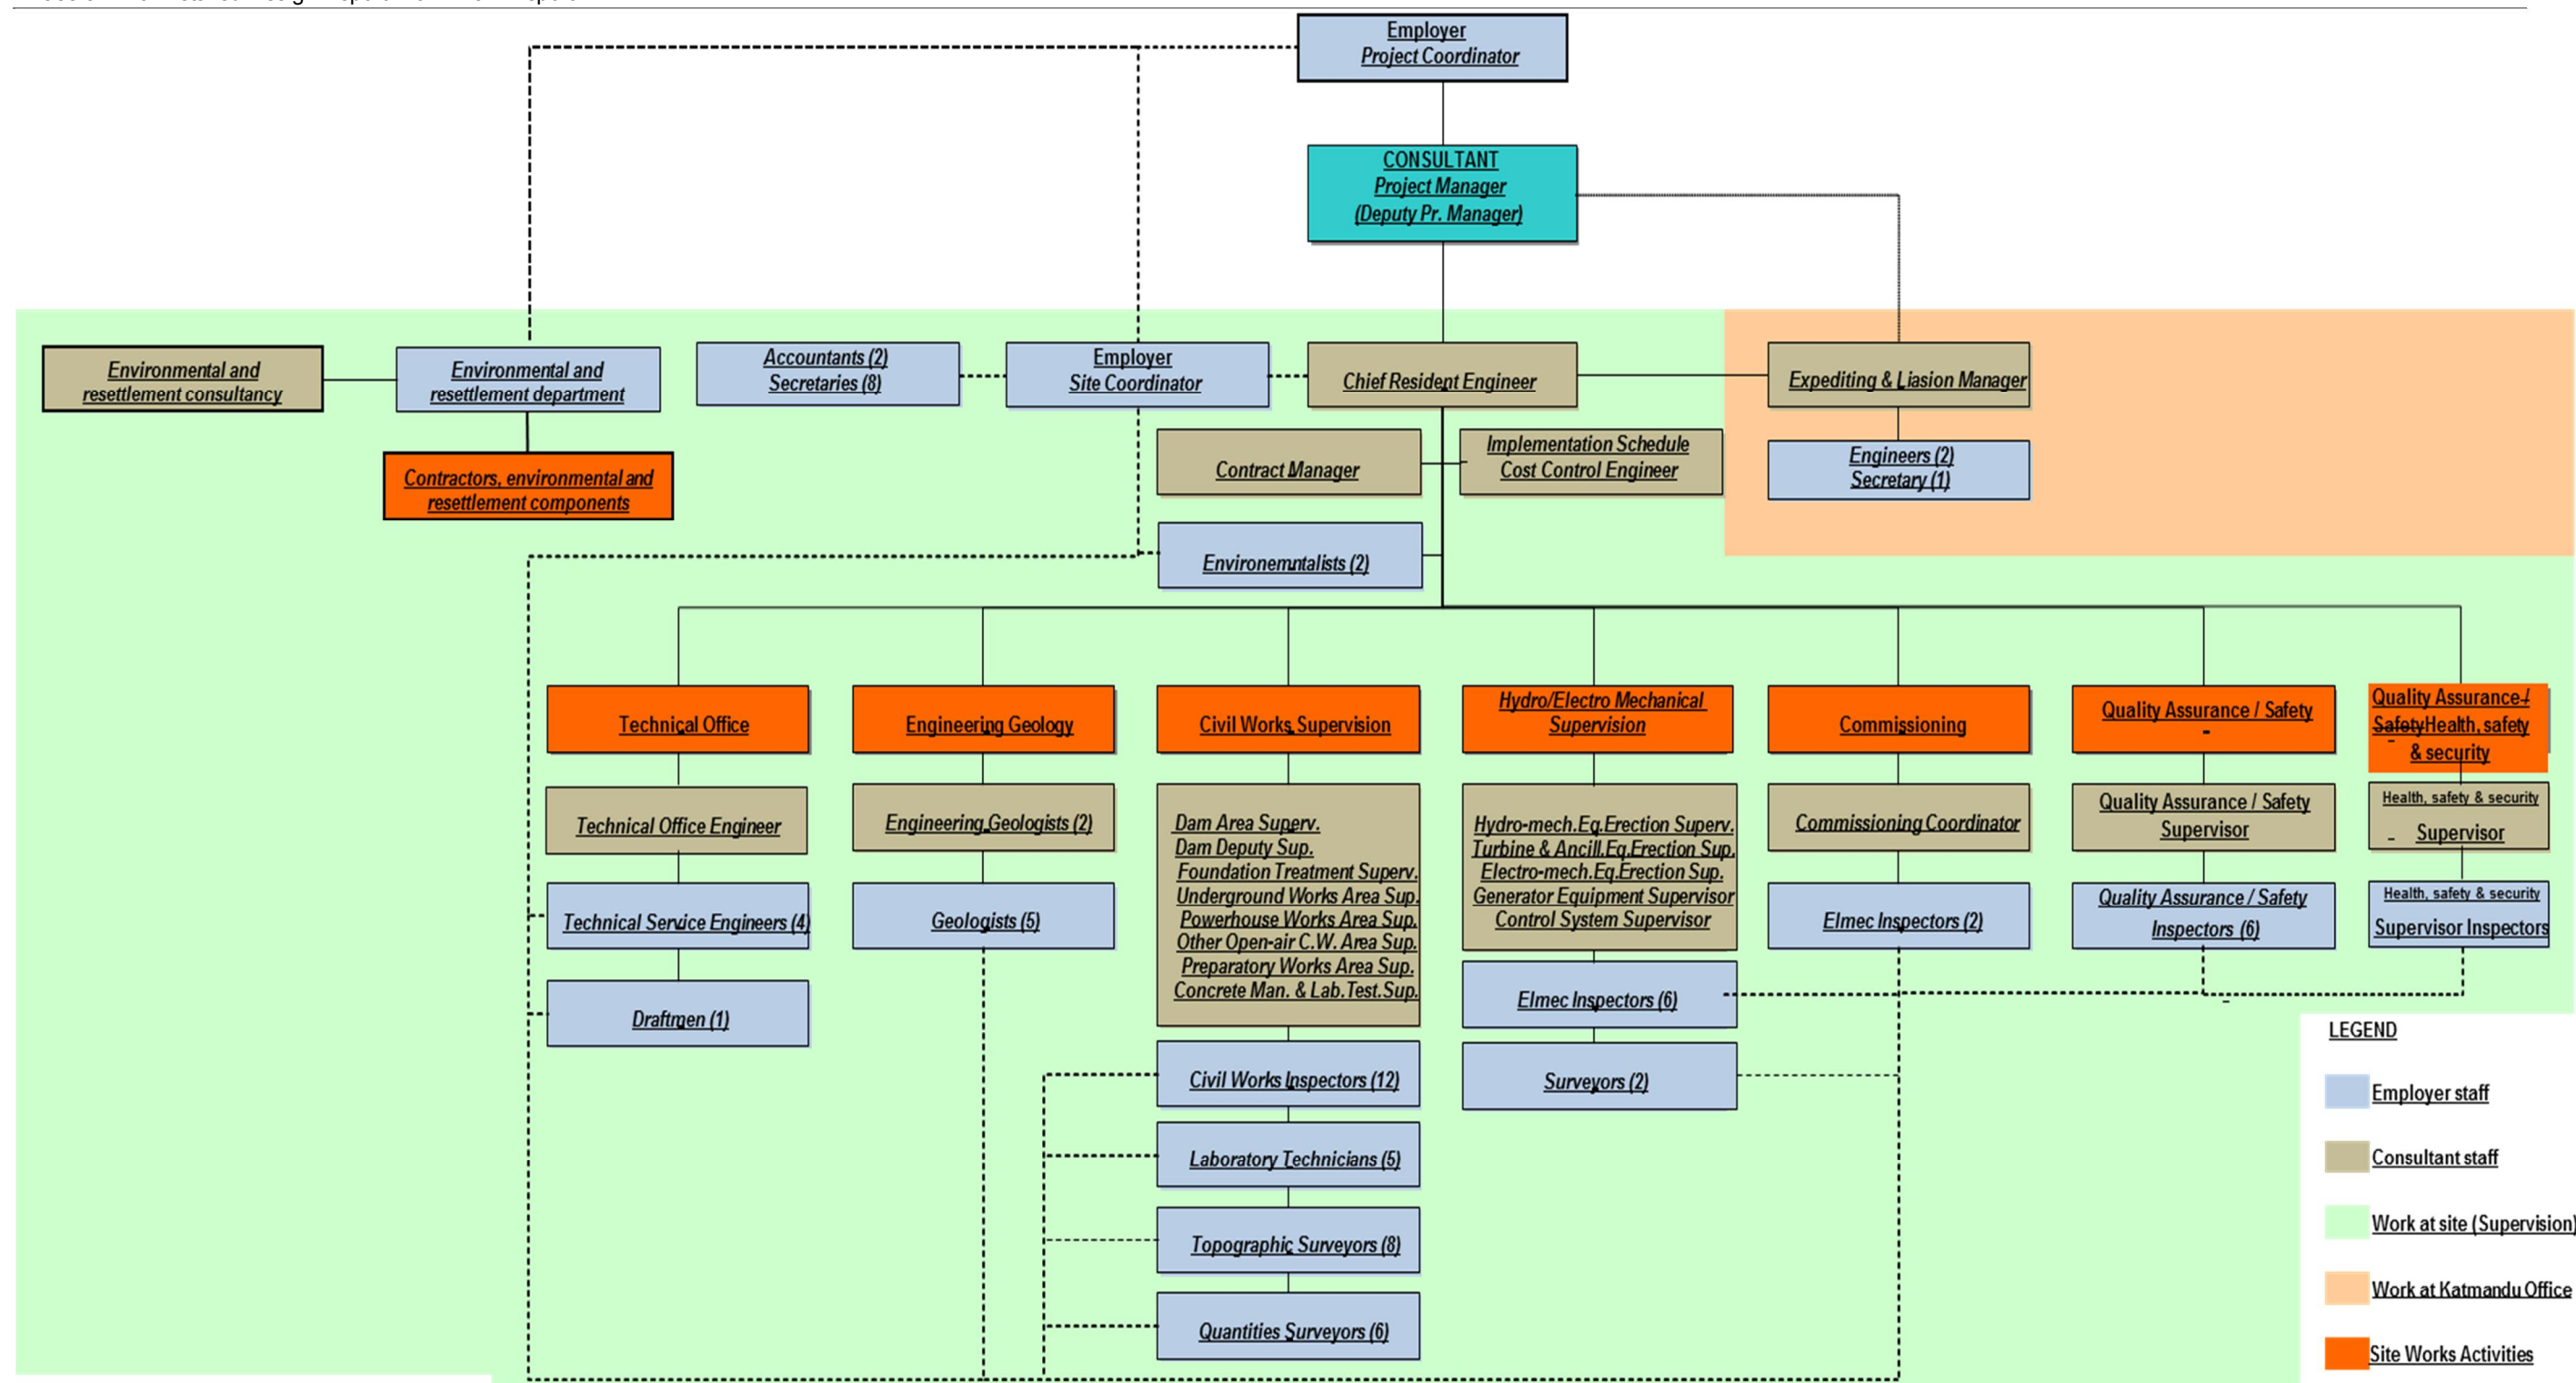 Employer
Project Coordinator
CONSULTANT
Project Manager
(Deputy Pr. Manager)
Environmental and
resettlement consultancy
Environmental and
resettlement department
Accountants (2)
Secretaries (8)
Employer
Site Coordinator
Chief Resident Engineer
Expediting & Liasion Manager
Contractors, environmental and
resettlement components
Contract Manager
Implementation Schedule
Cost Control Engineer
Engineers (2)
Secretary (1)
Environemntalists (2)
Technical Office
Engineering Geology
Civil Works Supervision
Hydro/Electro Mechanical
Supervision
Commissioning
Quality Assurance / Safety
Quality Assurance /
SafetyHealth, safety
& security
Technical Office Engineer
Engineering Geologists (2)
Dam Area Superv.
Dam Deputy Sup.
Foundation Treatment Superv.
Underground Works Area Sup.
Powerhouse Works Area Sup.
Other Open-air C.W. Area Sup.
Preparatory Works Area Sup.
Concrete Man. & Lab.Test.Sup.
Hydro-mech.Eq.Erection Superv.
Turbine & Ancill.Eq.Erection Sup.
Electro-mech.Eq.Erection Sup.
Generator Equipment Supervisor
Control System Supervisor
Commissioning Coordinator
Quality Assurance / Safety
Supervisor
Health, safety & security
Supervisor
Technical Service Engineers (4)
Geologists (5)
Elmec Inspectors (2)
Quality Assurance / Safety
Inspectors (6)
Health, safety & security
Supervisor Inspectors
Draftmen (1)
Elmec Inspectors (6)
Civil Works Inspectors (12)
Surveyors (2)
Laboratory Technicians (5)
Topographic Surveyors (8)
Quantities Surveyors (6)
LEGEND
Employer staff
Consultant staff
Work at site (Supervision)
Work at Katmandu Office
Site Works Activities